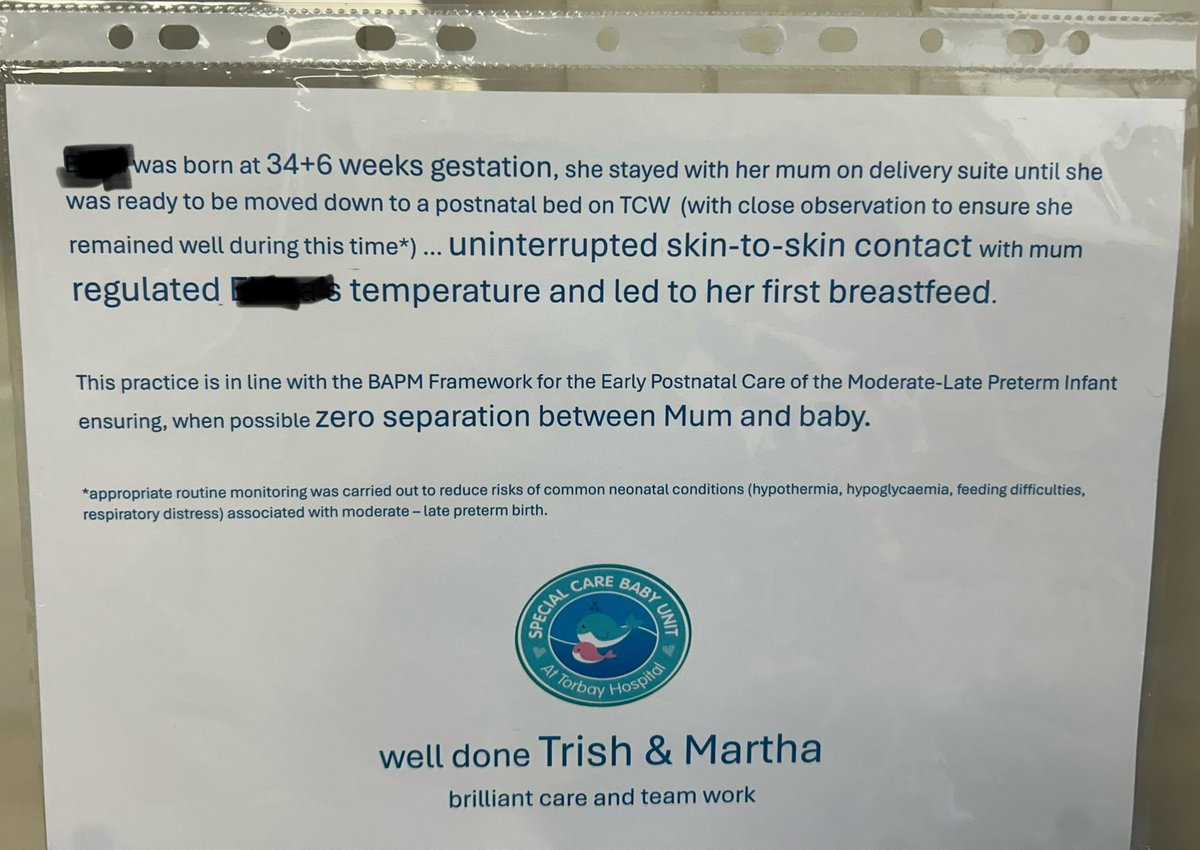 was born at 34+6 weeks gestation, she stayed with her mum on delivery suite until she
was ready to be moved down to a postnatal bed on TCW (with close observation to ensure she
remained well during this time*) ... uninterrupted skin-to-skin contact with mum
regulated temperature and led to her first breastfeed.
This practice is in line with the BAPM Framework for the Early Postnatal Care of the Moderate-Late Preterm Infant
ensuring, when possible zero separation between Mum and baby.
*appropriate routine monitoring was carried out to reduce risks of common neonatal conditions (hypothermia, hypoglycaemia, feeding difficulties,
respiratory distress) associated with moderate – late preterm birth.
SPECIAL CARE BABY UNIT
At Torbay Hospital
well done Trish & Martha
brilliant care and team work